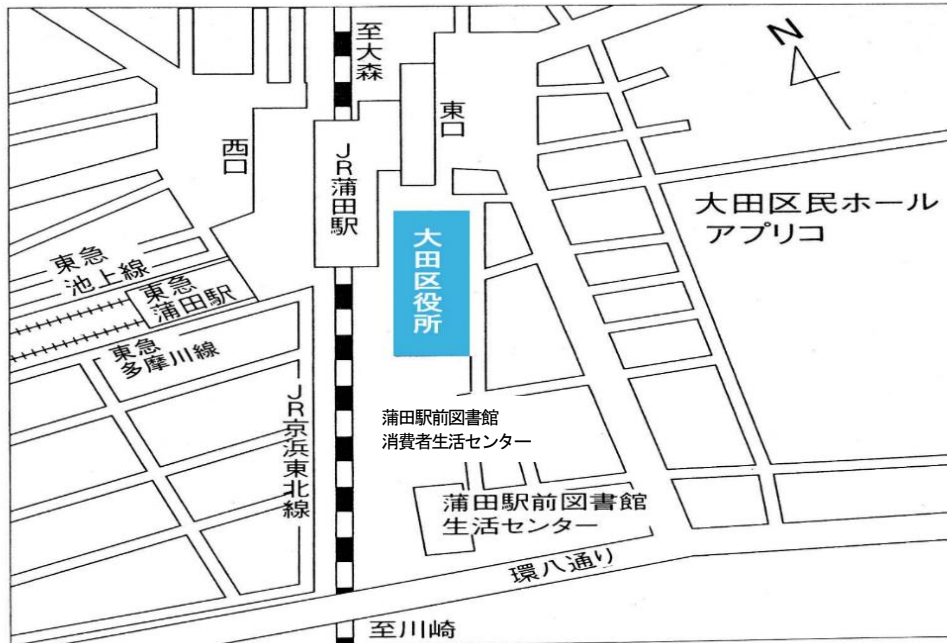 至大森
N
東口
西口
JR蒲田駅
大田区民ホール
アプリコ
大田区役所
東急
池上線
東急
蒲田駅
東急
多摩川線
JR京浜東北線
蒲田駅前図書館
消費者生活センター
蒲田駅前図書館
生活センター
環八通り
至川崎